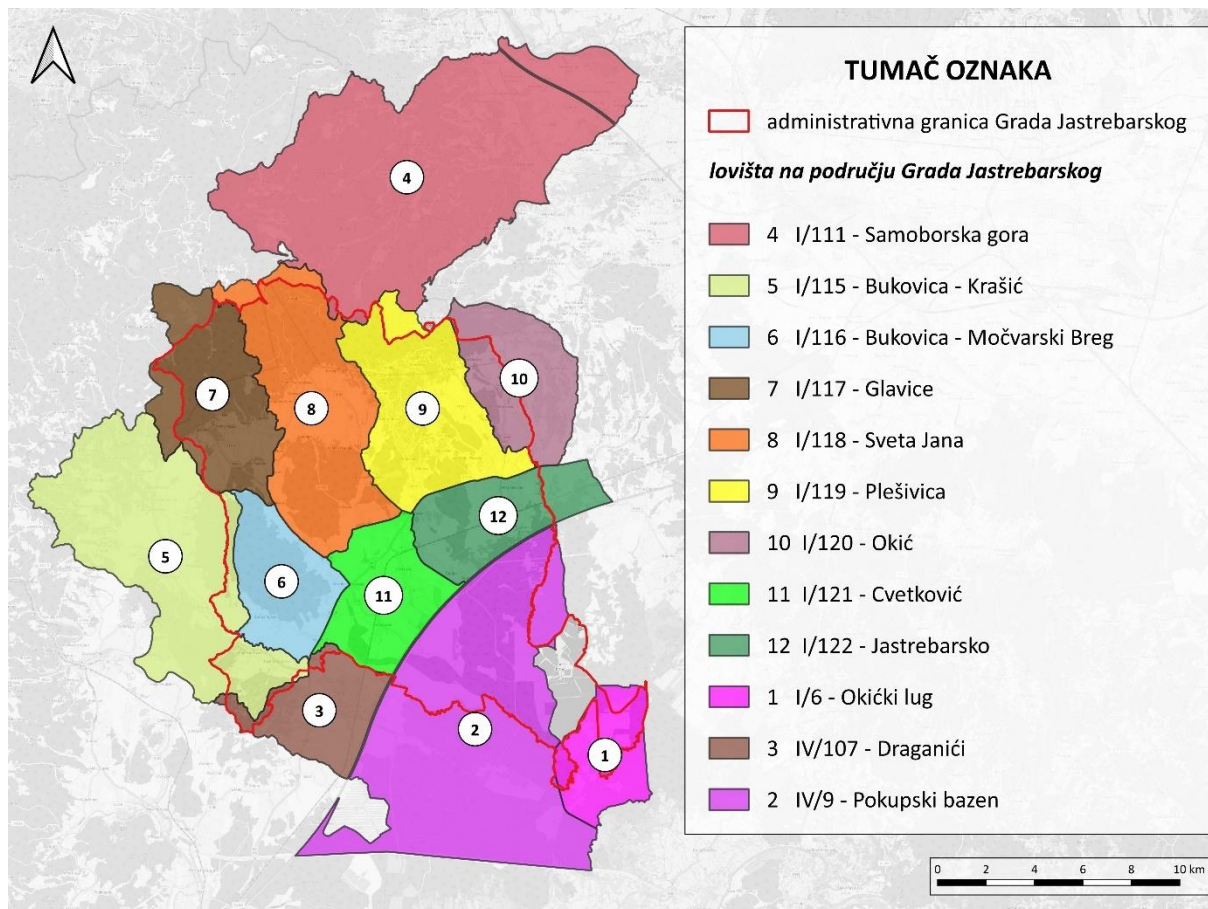 TUMAČ OZNAKA
administrativna granica Grada Jastrebarskog
lovišta na području Grada Jastrebarskog
4 I/111 - Samoborska gora
5 I/115 - Bukovica - Krašić
6 I/116 - Bukovica - Močvarski Breg
7 I/117 - Glavice
8 I/118 - Sveta Jana
9 I/119 - Plešivica
10 I/120 - Okić
11 I/121 - Cvetković
12 I/122 - Jastrebarsko
1 I/6 - Okićki lug
3 IV/107 - Draganići
2 IV/9 - Pokupski bazen
0 2 4 6 8 10 km
4
7
8
9
10
12
5
6
11
3
2
1